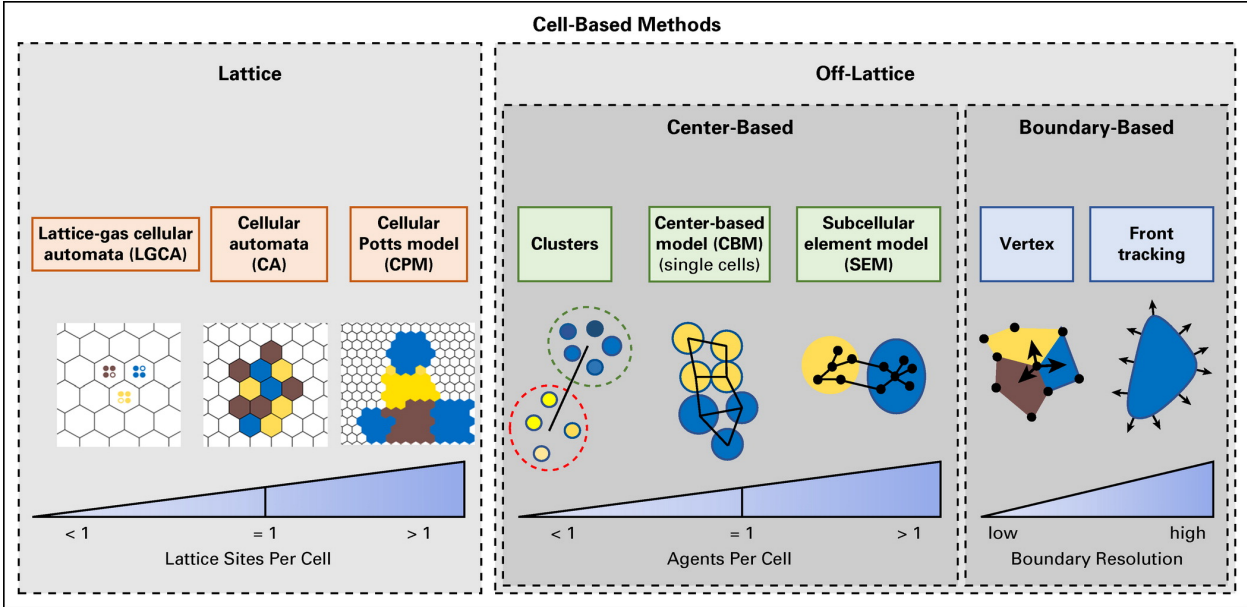 Cell-Based Methods
Lattice
Lattice-gas cellular
automata (LGCA)
Cellular
automata
(CA)
Cellular
Potts model
(CPM)
< 1
= 1
> 1
Lattice Sites Per Cell
Off-Lattice
Center-Based
Clusters
Center-based
model (CBM)
(single cells)
Subcellular
element model
(SEM)
< 1
= 1
> 1
Agents Per Cell
Boundary-Based
Vertex
Front
tracking
low
high
Boundary Resolution